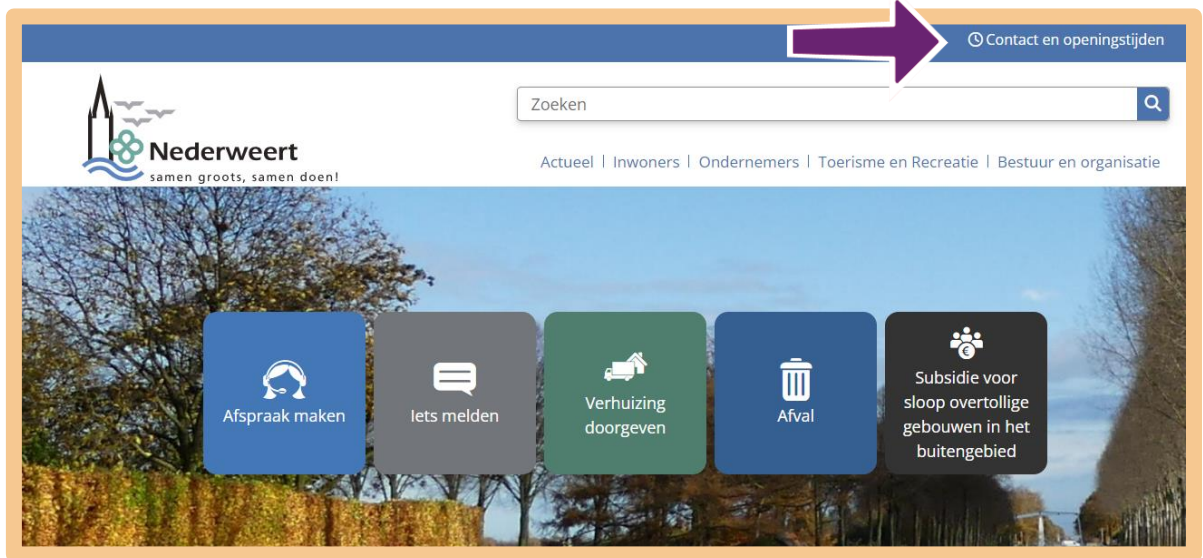 Contact en openingstijden
Zoeken
Nederweert
samen groots, samen doen!
Actueel | Inwoners | Ondernemers | Toerisme en Recreatie | Bestuur en organisatie
Afspraak maken
Iets melden
Verhuizing
doorgeven
Afval
Subsidie voor
sloop overtollige
gebouwen in het
buitengebied